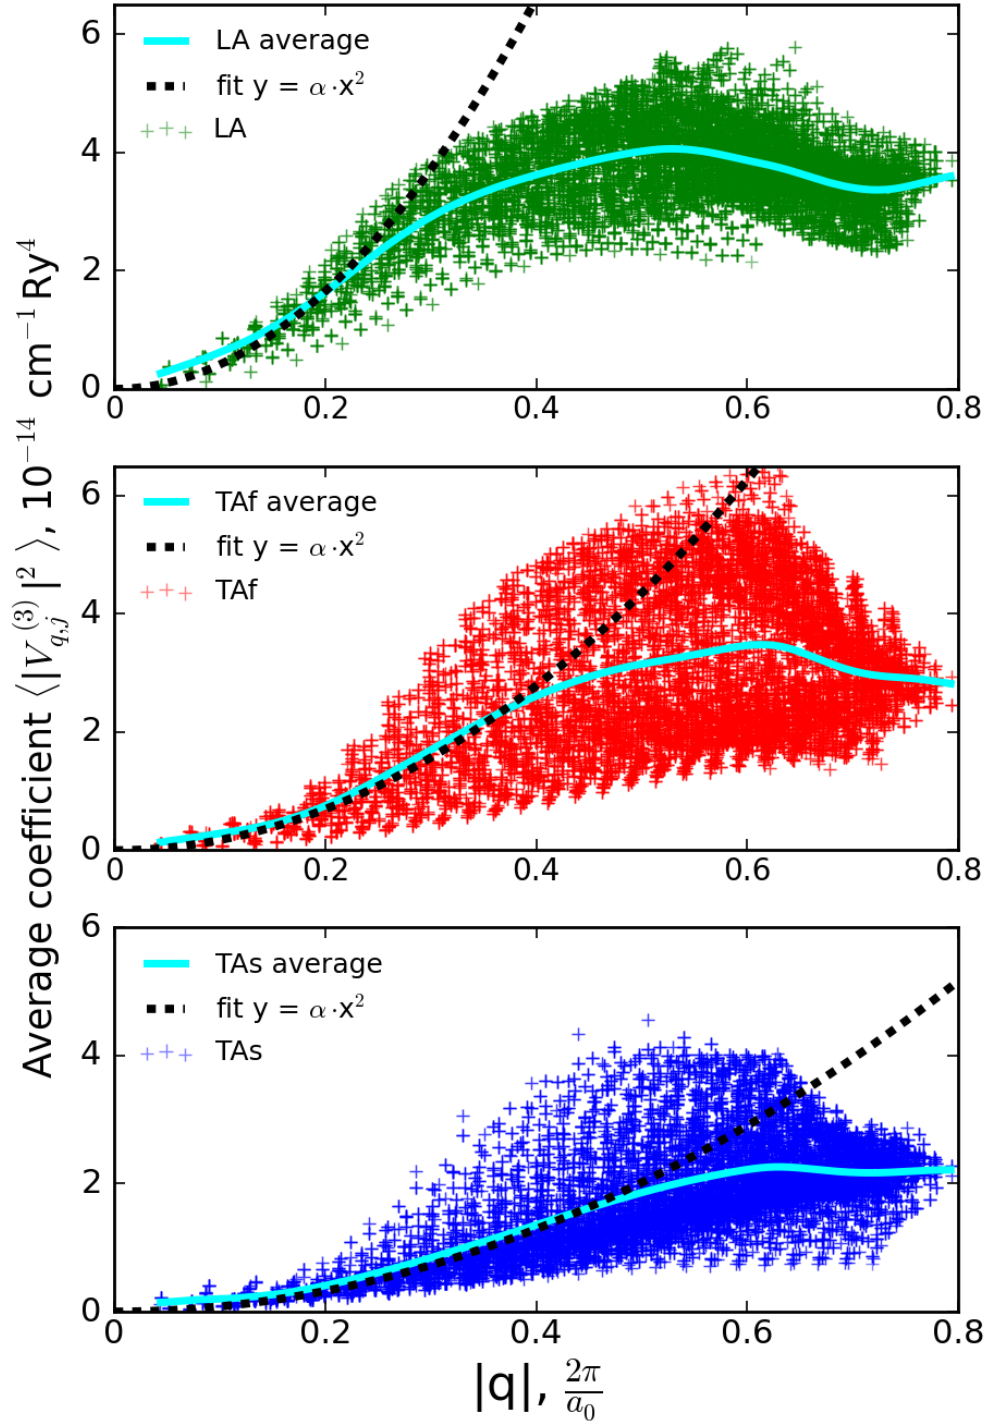 Average coefficient ⟨|V_{q,j}^{(3)}|²⟩, 10⁻¹⁴ cm⁻¹Ry⁴
6
4
2
0
LA average
fit y = α·x²
LA
0 0.2 0.4 0.6 0.8
6
4
2
0
TAf average
fit y = α·x²
TAf
0 0.2 0.4 0.6 0.8
6
4
2
0
TAs average
fit y = α·x²
TAs
0 0.2 0.4 0.6 0.8
|q|, 2π/a₀